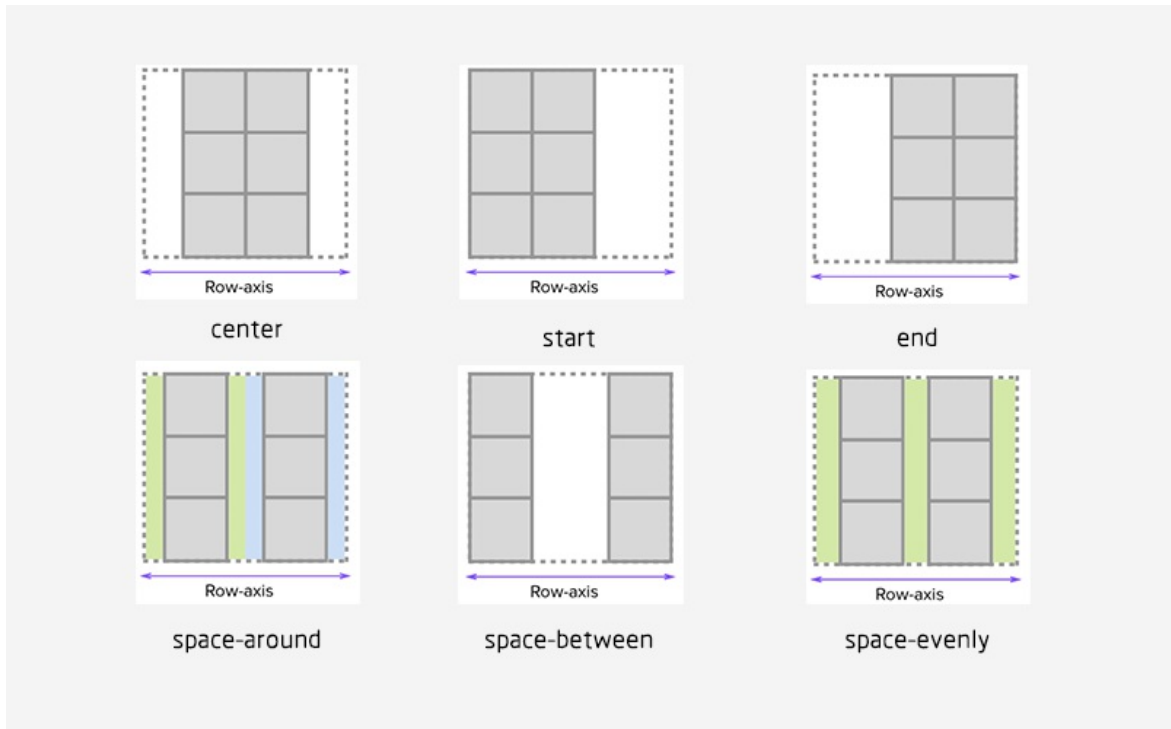 Row-axis
center
Row-axis
start
Row-axis
end
Row-axis
space-around
Row-axis
space-between
Row-axis
space-evenly